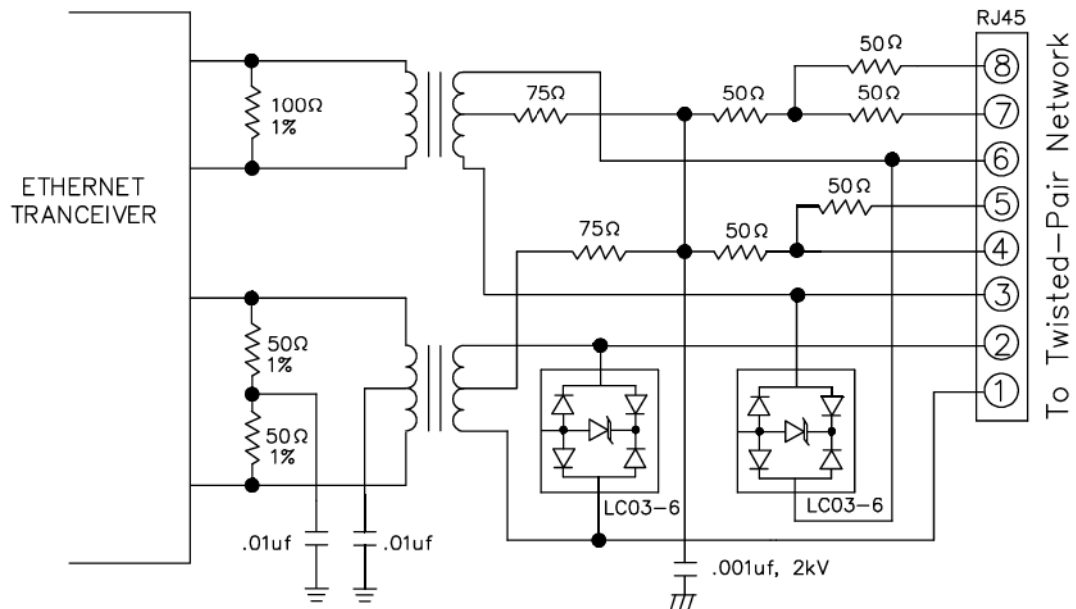 RJ45
50Ω
8
100Ω
1%
75Ω
50Ω
50Ω
7
6
ETHERNET
TRANCEIVER
50Ω
5
75Ω
50Ω
4
3
50Ω
1%
2
1
50Ω
1%
LC03-6
LC03-6
.01uf
.01uf
.001uf, 2kV
To Twisted-Pair Network